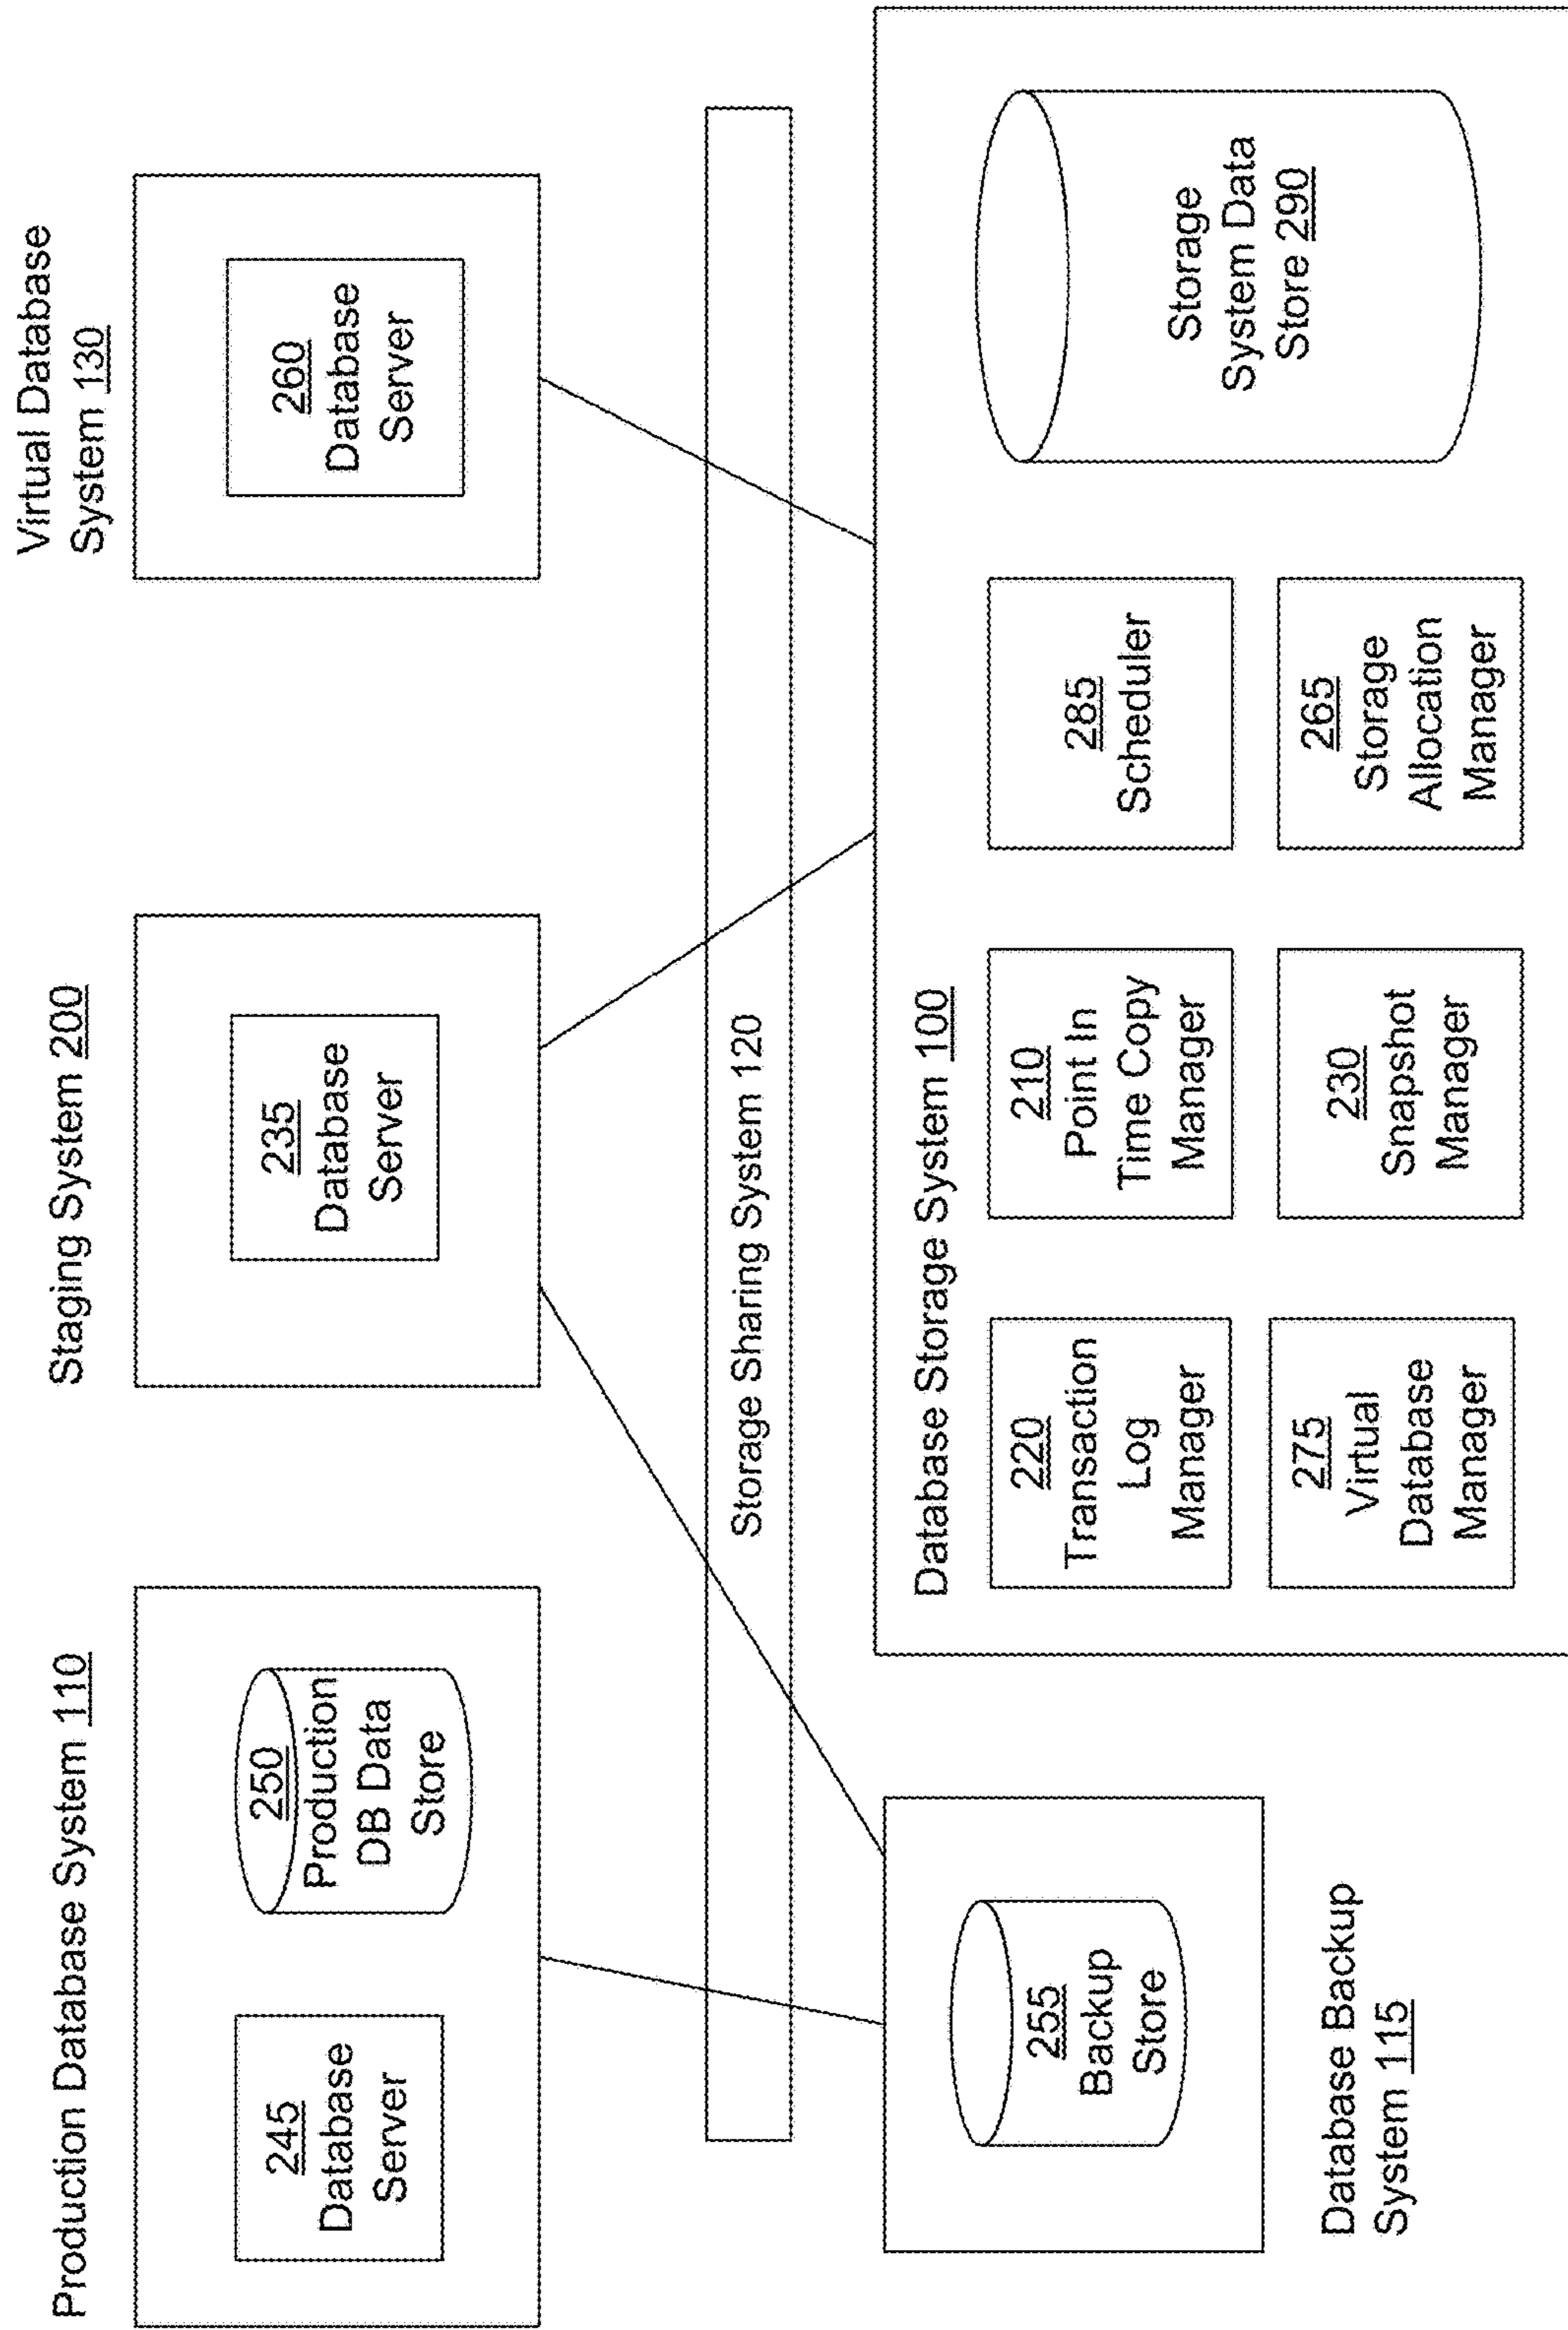 Production Database System 110
245
Database
Server
250
Production
DB Data
Store
Staging System 200
235
Database
Server
Virtual Database
System 130
260
Database
Server
Storage Sharing System 120
255
Backup
Store
Database Backup
System 115
Database Storage System 100
220
Transaction
Log
Manager
210
Point In
Time Copy
Manager
285
Scheduler
275
Virtual
Database
Manager
230
Snapshot
Manager
265
Storage
Allocation
Manager
Storage
System Data
Store 290